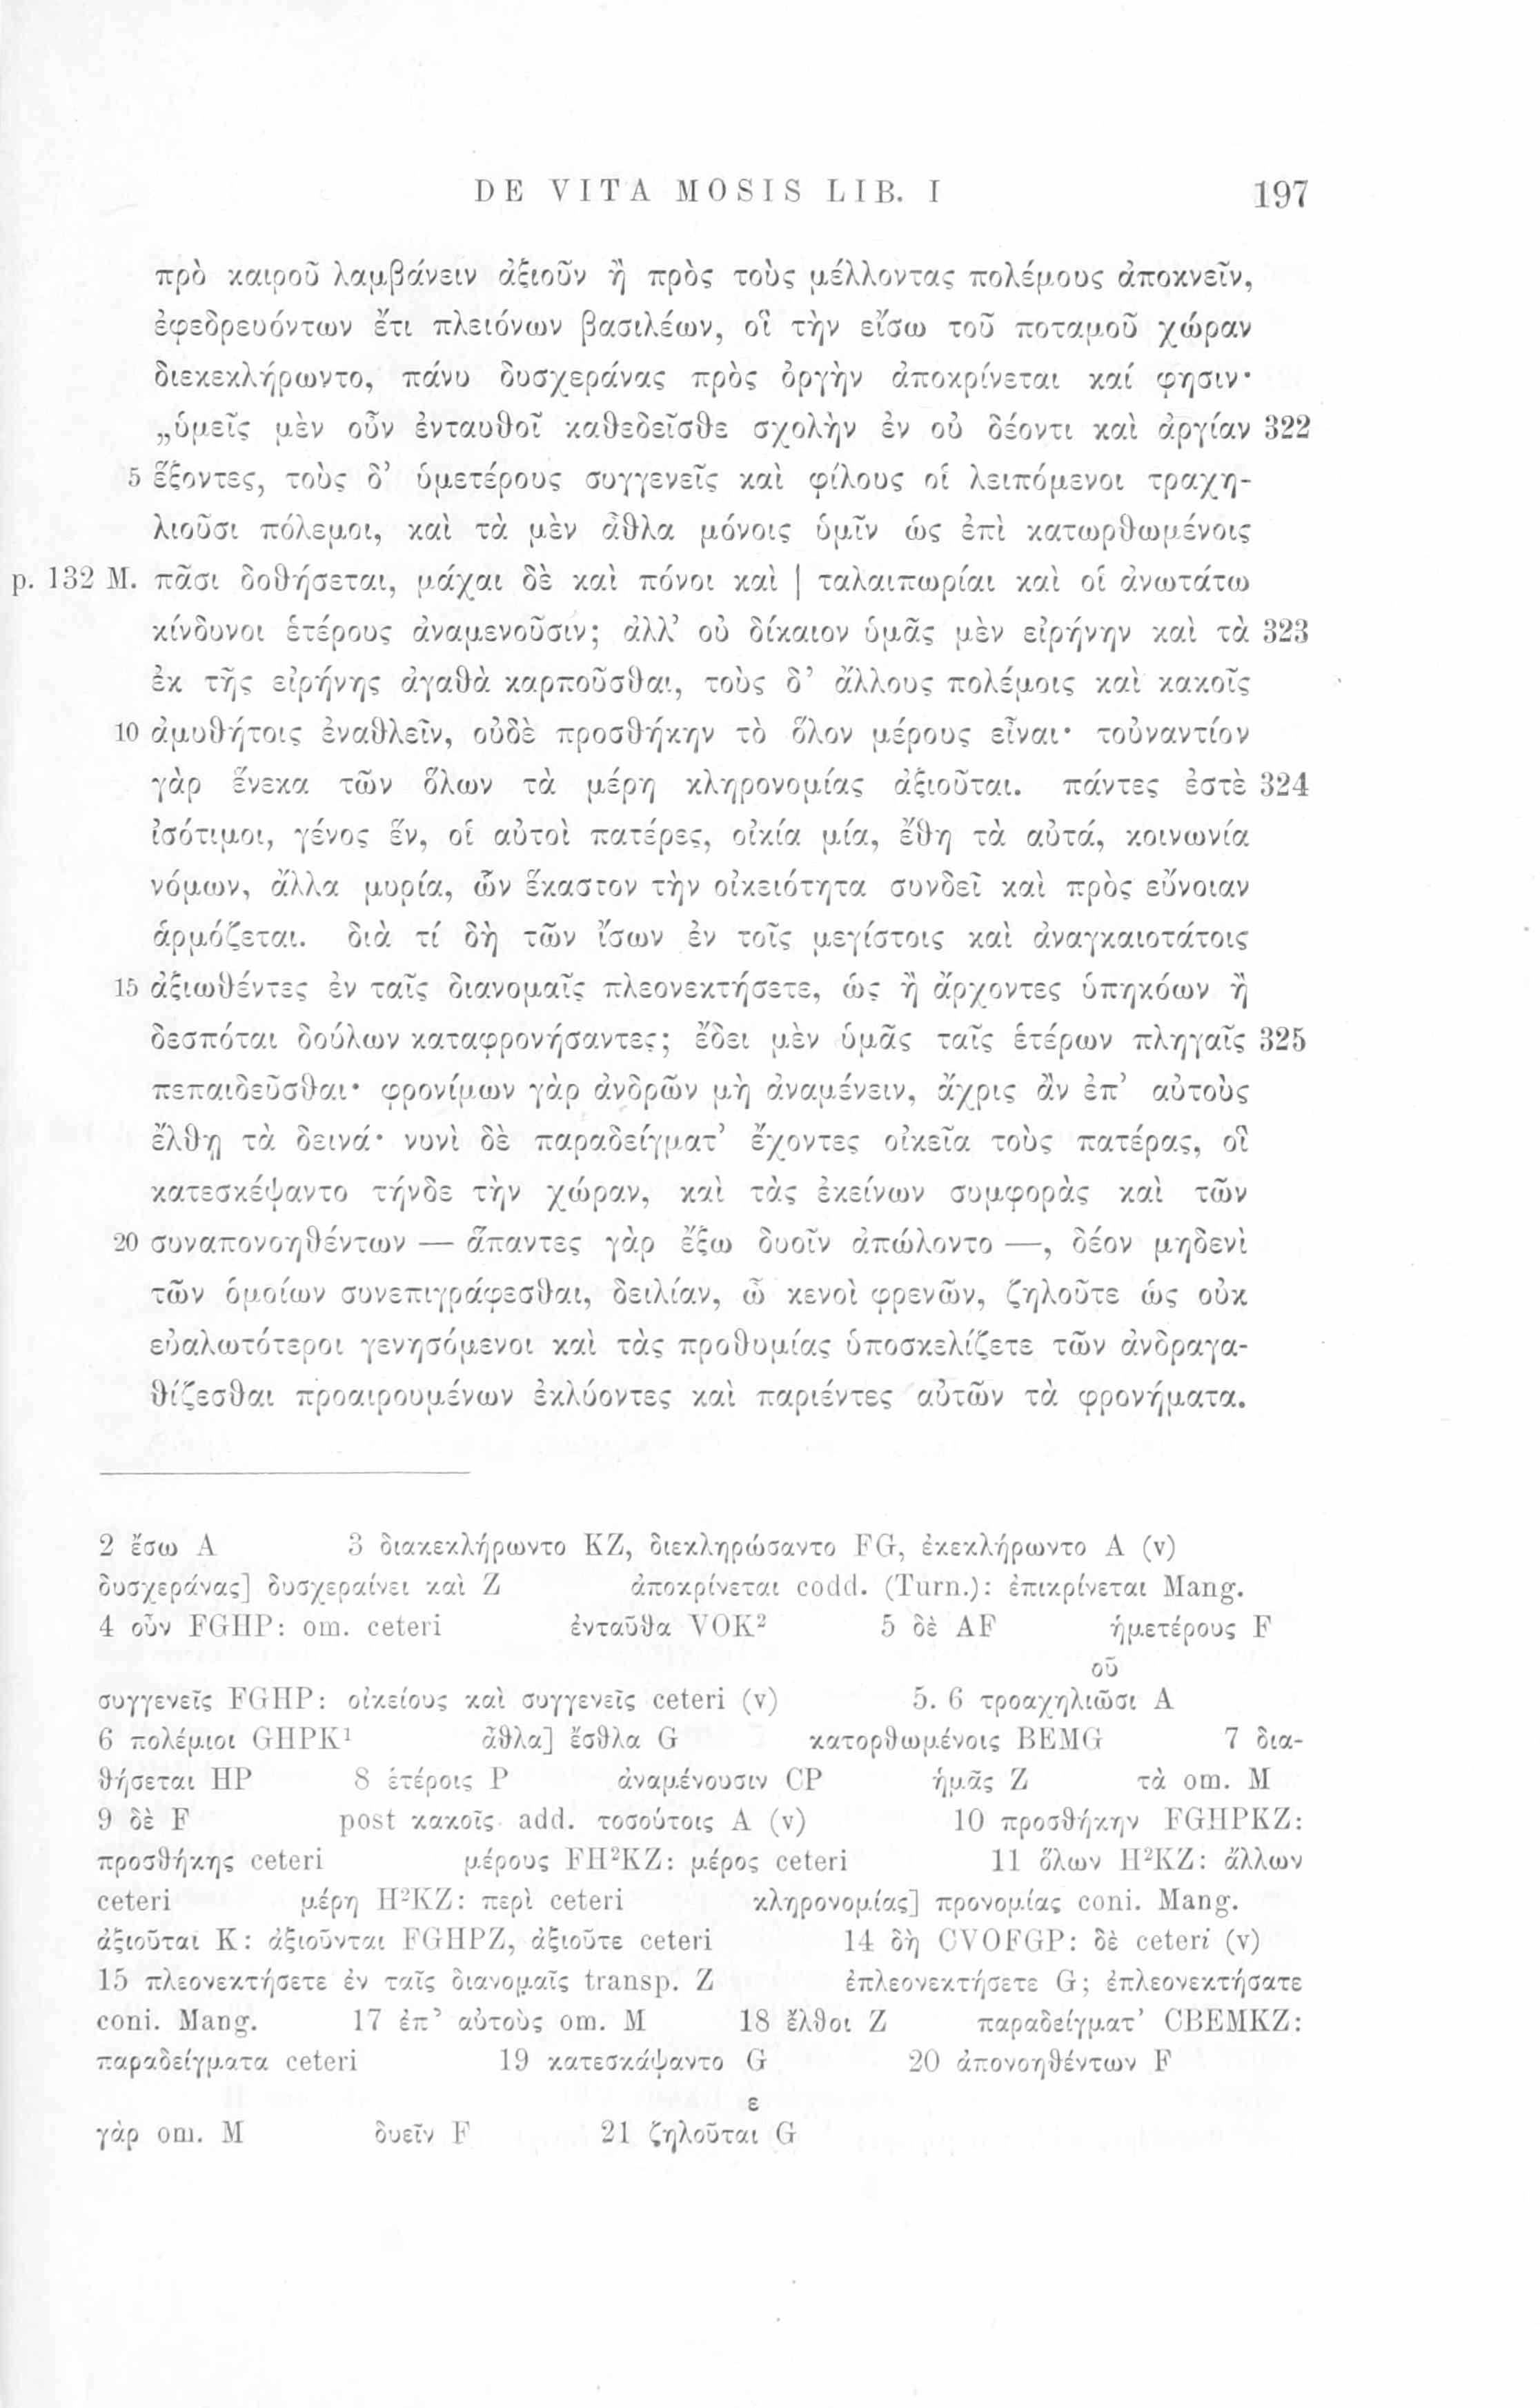 DE VITA MOSIS LIB. I 197
πρὸ καιροῦ λαμβάνειν ἀξιοῦν ἢ πρὸς τοὺς μέλλοντας πολέμους ἀποκνεῖν,
ἐφεδρευόντων ἔτι πλειόνων βασιλέων, οἳ τὴν εἴσω τοῦ ποταμοῦ χώραν
διεκεκλήρωντο, πάνυ δυσχεράνας πρὸς ὀργὴν ἀποκρίνεται καί φησιν·
„ὑμεῖς μὲν οὖν ἐνταυθοῖ καθεδεῖσθε σχολὴν ἐν οὐ δέοντι καὶ ἀργίαν 322
5 ἕξοντες, τοὺς δ’ ὑμετέρους συγγενεῖς καὶ φίλους οἱ λειπόμενοι τραχη-
λιοῦσι πόλεμοι, καὶ τὰ μὲν ἆθλα μόνοις ὑμῖν ὡς ἐπὶ κατωρθωμένοις
p. 132 M. πᾶσι δοθήσεται, μάχαι δὲ καὶ πόνοι καὶ | ταλαιπωρίαι καὶ οἱ ἀνωτάτω
κίνδυνοι ἑτέρους ἀναμενοῦσιν; ἀλλ’ οὐ δίκαιον ὑμᾶς μὲν εἰρήνην καὶ τὰ 323
ἐκ τῆς εἰρήνης ἀγαθὰ καρποῦσθαι, τοὺς δ’ ἄλλους πολέμοις καὶ κακοῖς
10 ἀμυθήτοις ἐναθλεῖν, οὐδὲ προσθήκην τὸ ὅλον μέρους εἶναι· τοὐναντίον
γὰρ ἕνεκα τῶν ὅλων τὰ μέρη κληρονομίας ἀξιοῦται. πάντες ἐστὲ 324
ἰσότιμοι, γένος ἕν, οἱ αὐτοὶ πατέρες, οἰκία μία, ἔθη τὰ αὐτά, κοινωνία
νόμων, ἄλλα μυρία, ὧν ἕκαστον τὴν οἰκειότητα συνδεῖ καὶ πρὸς εὔνοιαν
ἁρμόζεται. διὰ τί δὴ τῶν ἴσων ἐν τοῖς μεγίστοις καὶ ἀναγκαιοτάτοις
15 ἀξιωθέντες ἐν ταῖς διανομαῖς πλεονεκτήσετε, ὡς ἢ ἄρχοντες ὑπηκόων ἢ
δεσπόται δούλων καταφρονήσαντες; ἔδει μὲν ὑμᾶς ταῖς ἑτέρων πληγαῖς 325
πεπαιδεῦσθαι· φρονίμων γὰρ ἀνδρῶν μὴ ἀναμένειν, ἄχρις ἂν ἐπ’ αὐτοὺς
ἔλθῃ τὰ δεινά· νυνὶ δὲ παραδείγματ’ ἔχοντες οἰκεῖα τοὺς πατέρας, οἳ
κατεσκέψαντο τήνδε τὴν χώραν, καὶ τὰς ἐκείνων συμφορὰς καὶ τῶν
20 συναπονοηθέντων — ἅπαντες γὰρ ἔξω δυοῖν ἀπώλοντο —, δέον μηδενὶ
τῶν ὁμοίων συνεπιγράφεσθαι, δειλίαν, ὦ κενοὶ φρενῶν, ζηλοῦτε ὡς οὐκ
εὐαλωτότεροι γενησόμενοι καὶ τὰς προθυμίας ὑποσκελίζετε τῶν ἀνδραγα-
θίζεσθαι προαιρουμένων ἐκλύοντες καὶ παριέντες αὐτῶν τὰ φρονήματα.
2 ἔσω A 3 διακεκλήρωντο KZ, διεκληρώσαντο FG, ἐκεκλήρωντο A (v)
δυσχεράνας] δυσχεραίνει καὶ Z ἀποκρίνεται codd. (Turn.): ἐπικρίνεται Mang.
4 οὖν FGHP: om. ceteri ἐνταῦθα VOK² 5 δὲ AF ἡμετέρους F
οῦ
συγγενεῖς FGHP: οἰκείους καὶ συγγενεῖς ceteri (v) 5. 6 τροαχηλιῶσι A
6 πολέμιοι GHPK¹ ἆθλα] ἔσθλα G κατορθωμένοις BEMG 7 δια-
θήσεται HP 8 ἑτέροις P ἀναμένουσιν CP ἡμᾶς Z τὰ om. M
9 δὲ F post κακοῖς add. τοσούτοις A (v) 10 προσθήκην FGHPKZ:
προσθήκης ceteri μέρους FH²KZ: μέρος ceteri 11 ὅλων H²KZ: ἄλλων
ceteri μέρη H²KZ: περὶ ceteri κληρονομίας] προνομίας coni. Mang.
ἀξιοῦται K: ἀξιοῦνται FGHPZ, ἀξιοῦτε ceteri 14 δὴ CVOFGP: δὲ ceteri (v)
15 πλεονεκτήσετε ἐν ταῖς διανομαῖς transp. Z ἐπλεονεκτήσετε G; ἐπλεονεκτήσατε
coni. Mang. 17 ἐπ’ αὐτοὺς om. M 18 ἔλθοι Z παραδείγματ’ CBEMKZ:
παραδείγματα ceteri 19 κατεσκάψαντο G 20 ἀπονοηθέντων F
ε
γὰρ om. M δυεῖν F 21 ζηλοῦται G